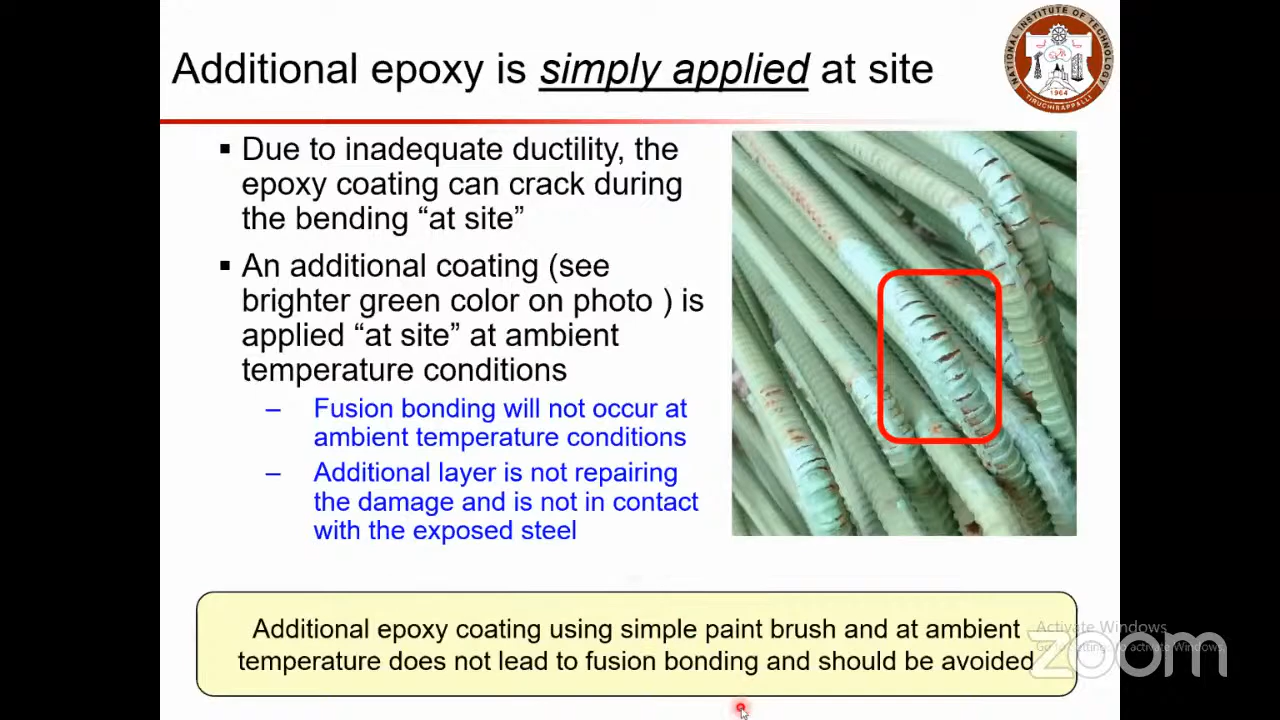 Additional epoxy is simply applied at site
NATIONAL INSTITUTE OF TECHNOLOGY
1964
TIRUCHIRAPPALLI
▪ Due to inadequate ductility, the
epoxy coating can crack during
the bending “at site”
▪ An additional coating (see
brighter green color on photo ) is
applied “at site” at ambient
temperature conditions
– Fusion bonding will not occur at
ambient temperature conditions
– Additional layer is not repairing
the damage and is not in contact
with the exposed steel
Additional epoxy coating using simple paint brush and at ambient
temperature does not lead to fusion bonding and should be avoided
Activate Windows
to activate Windows.
zoom